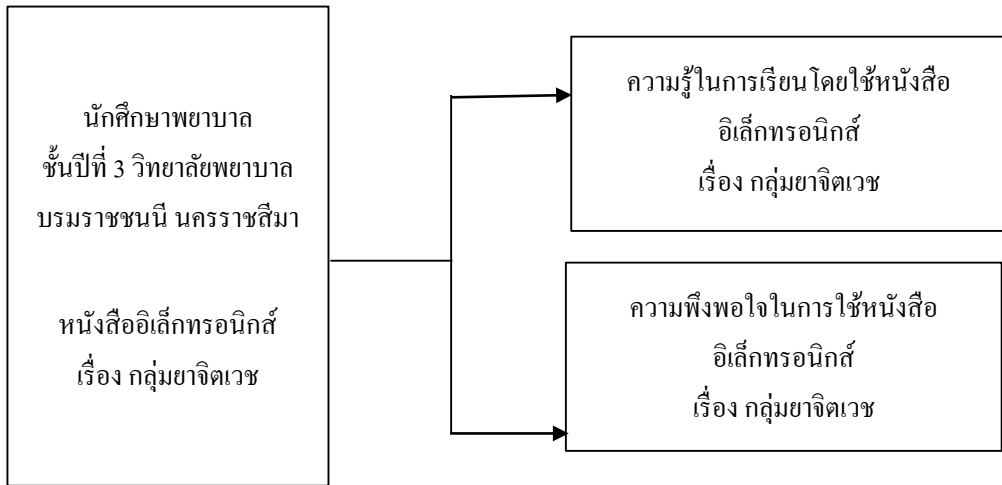 นักศึกษาพยาบาล
ชั้นปีที่ 3 วิทยาลัยพยาบาล
บรมราชชนนี นครราชสีมา
หนังสืออิเล็กทรอนิกส์
เรื่อง กลุ่มยาจิตเวช
ความรู้ในการเรียนโดยใช้หนังสือ
อิเล็กทรอนิกส์
เรื่อง กลุ่มยาจิตเวช
ความพึงพอใจในการใช้หนังสือ
อิเล็กทรอนิกส์
เรื่อง กลุ่มยาจิตเวช